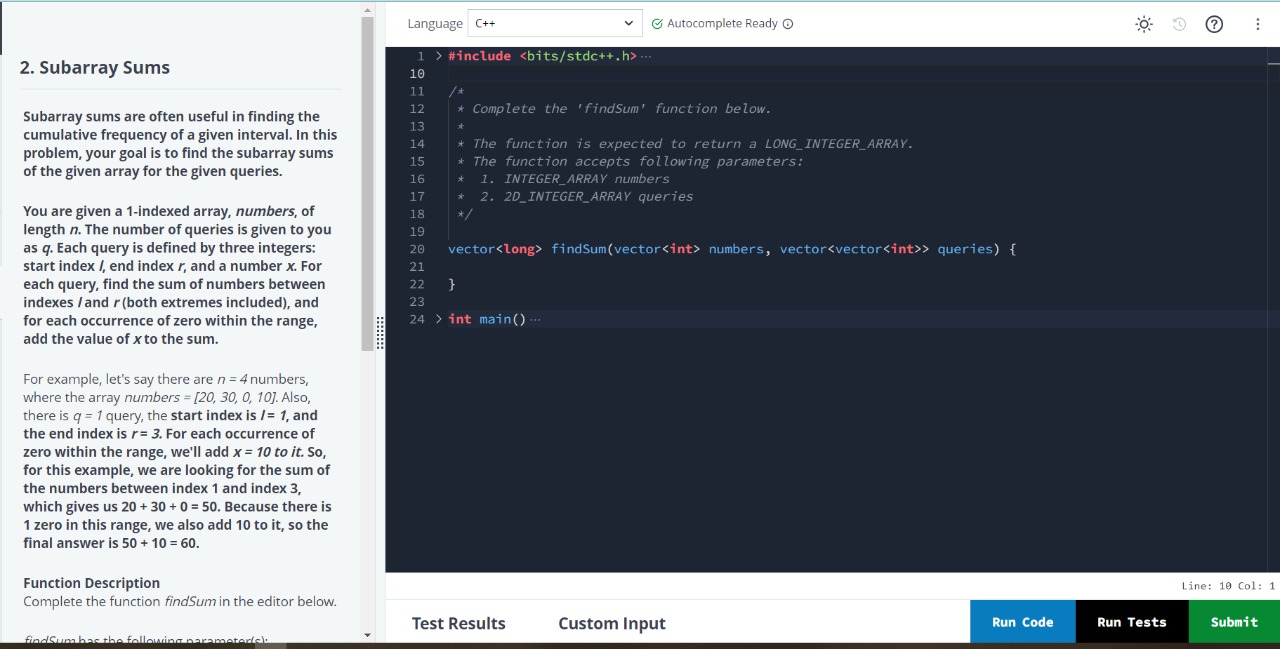 Language C++ Autocomplete Ready
2. Subarray Sums
Subarray sums are often useful in finding the
cumulative frequency of a given interval. In this
problem, your goal is to find the subarray sums
of the given array for the given queries.
You are given a 1-indexed array, numbers, of
length n. The number of queries is given to you
as q. Each query is defined by three integers:
start index l, end index r, and a number x. For
each query, find the sum of numbers between
indexes l and r (both extremes included), and
for each occurrence of zero within the range,
add the value of x to the sum.
For example, let's say there are n = 4 numbers,
where the array numbers = [20, 30, 0, 10]. Also,
there is q = 1 query, the start index is l = 1, and
the end index is r = 3. For each occurrence of
zero within the range, we'll add x = 10 to it. So,
for this example, we are looking for the sum of
the numbers between index 1 and index 3,
which gives us 20 + 30 + 0 = 50. Because there is
1 zero in this range, we also add 10 to it, so the
final answer is 50 + 10 = 60.
Function Description
Complete the function findSum in the editor below.
findSum has the following parameter(s):
1 > #include <bits/stdc++.h> ···
10
11 /*
12 * Complete the 'findSum' function below.
13 *
14 * The function is expected to return a LONG_INTEGER_ARRAY.
15 * The function accepts following parameters:
16 * 1. INTEGER_ARRAY numbers
17 * 2. 2D_INTEGER_ARRAY queries
18 */
19
20 vector<long> findSum(vector<int> numbers, vector<vector<int>> queries) {
21
22 }
23
24 > int main() ···
Line: 10 Col: 1
Test Results Custom Input Run Code Run Tests Submit